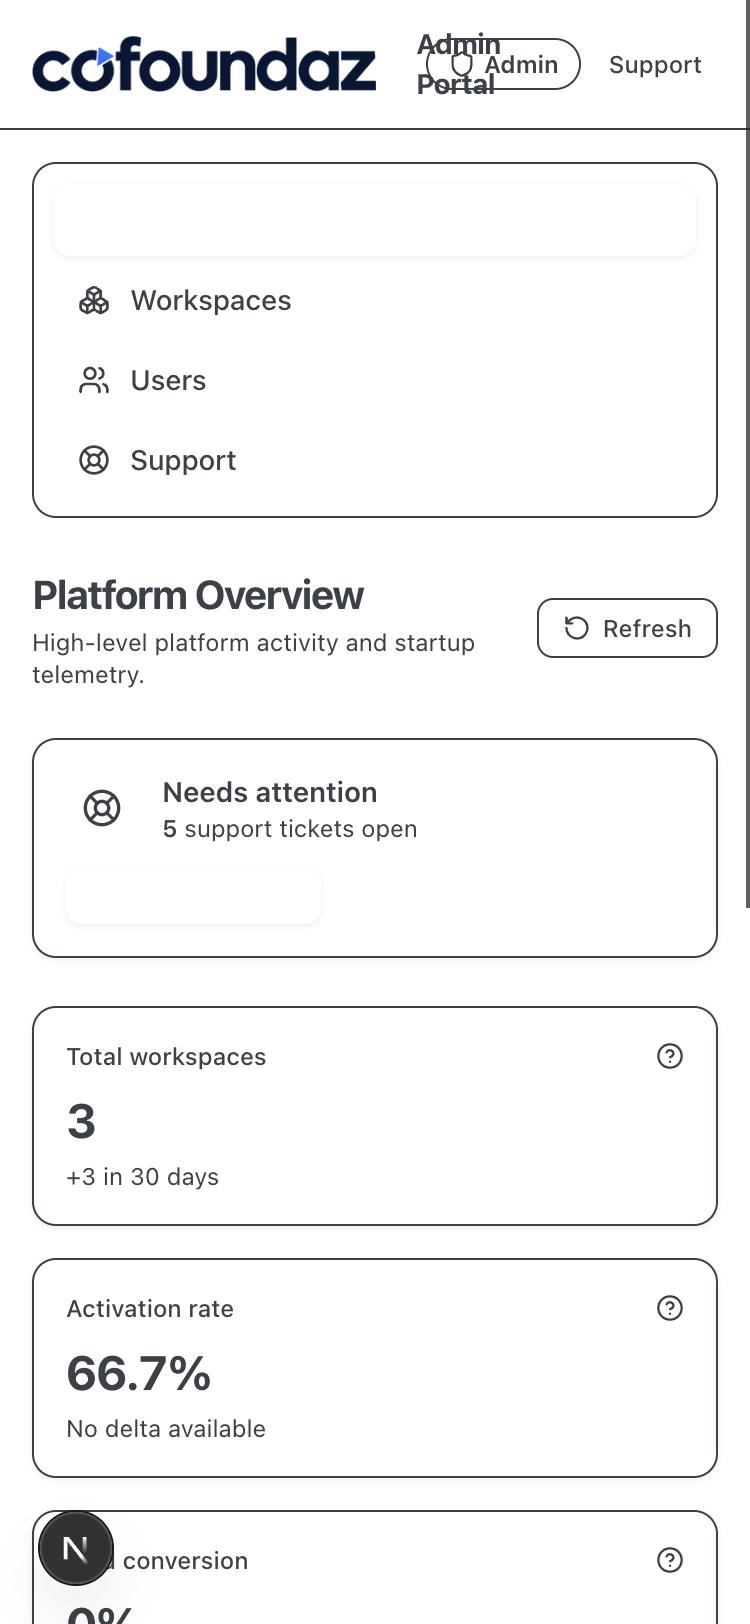 cofoundaz
Admin
Portal
Admin
Support
Workspaces
Users
Support
Platform Overview
High-level platform activity and startup
telemetry.
Refresh
Needs attention
5 support tickets open
Total workspaces
3
+3 in 30 days
Activation rate
66.7%
No delta available
N
conversion
0%